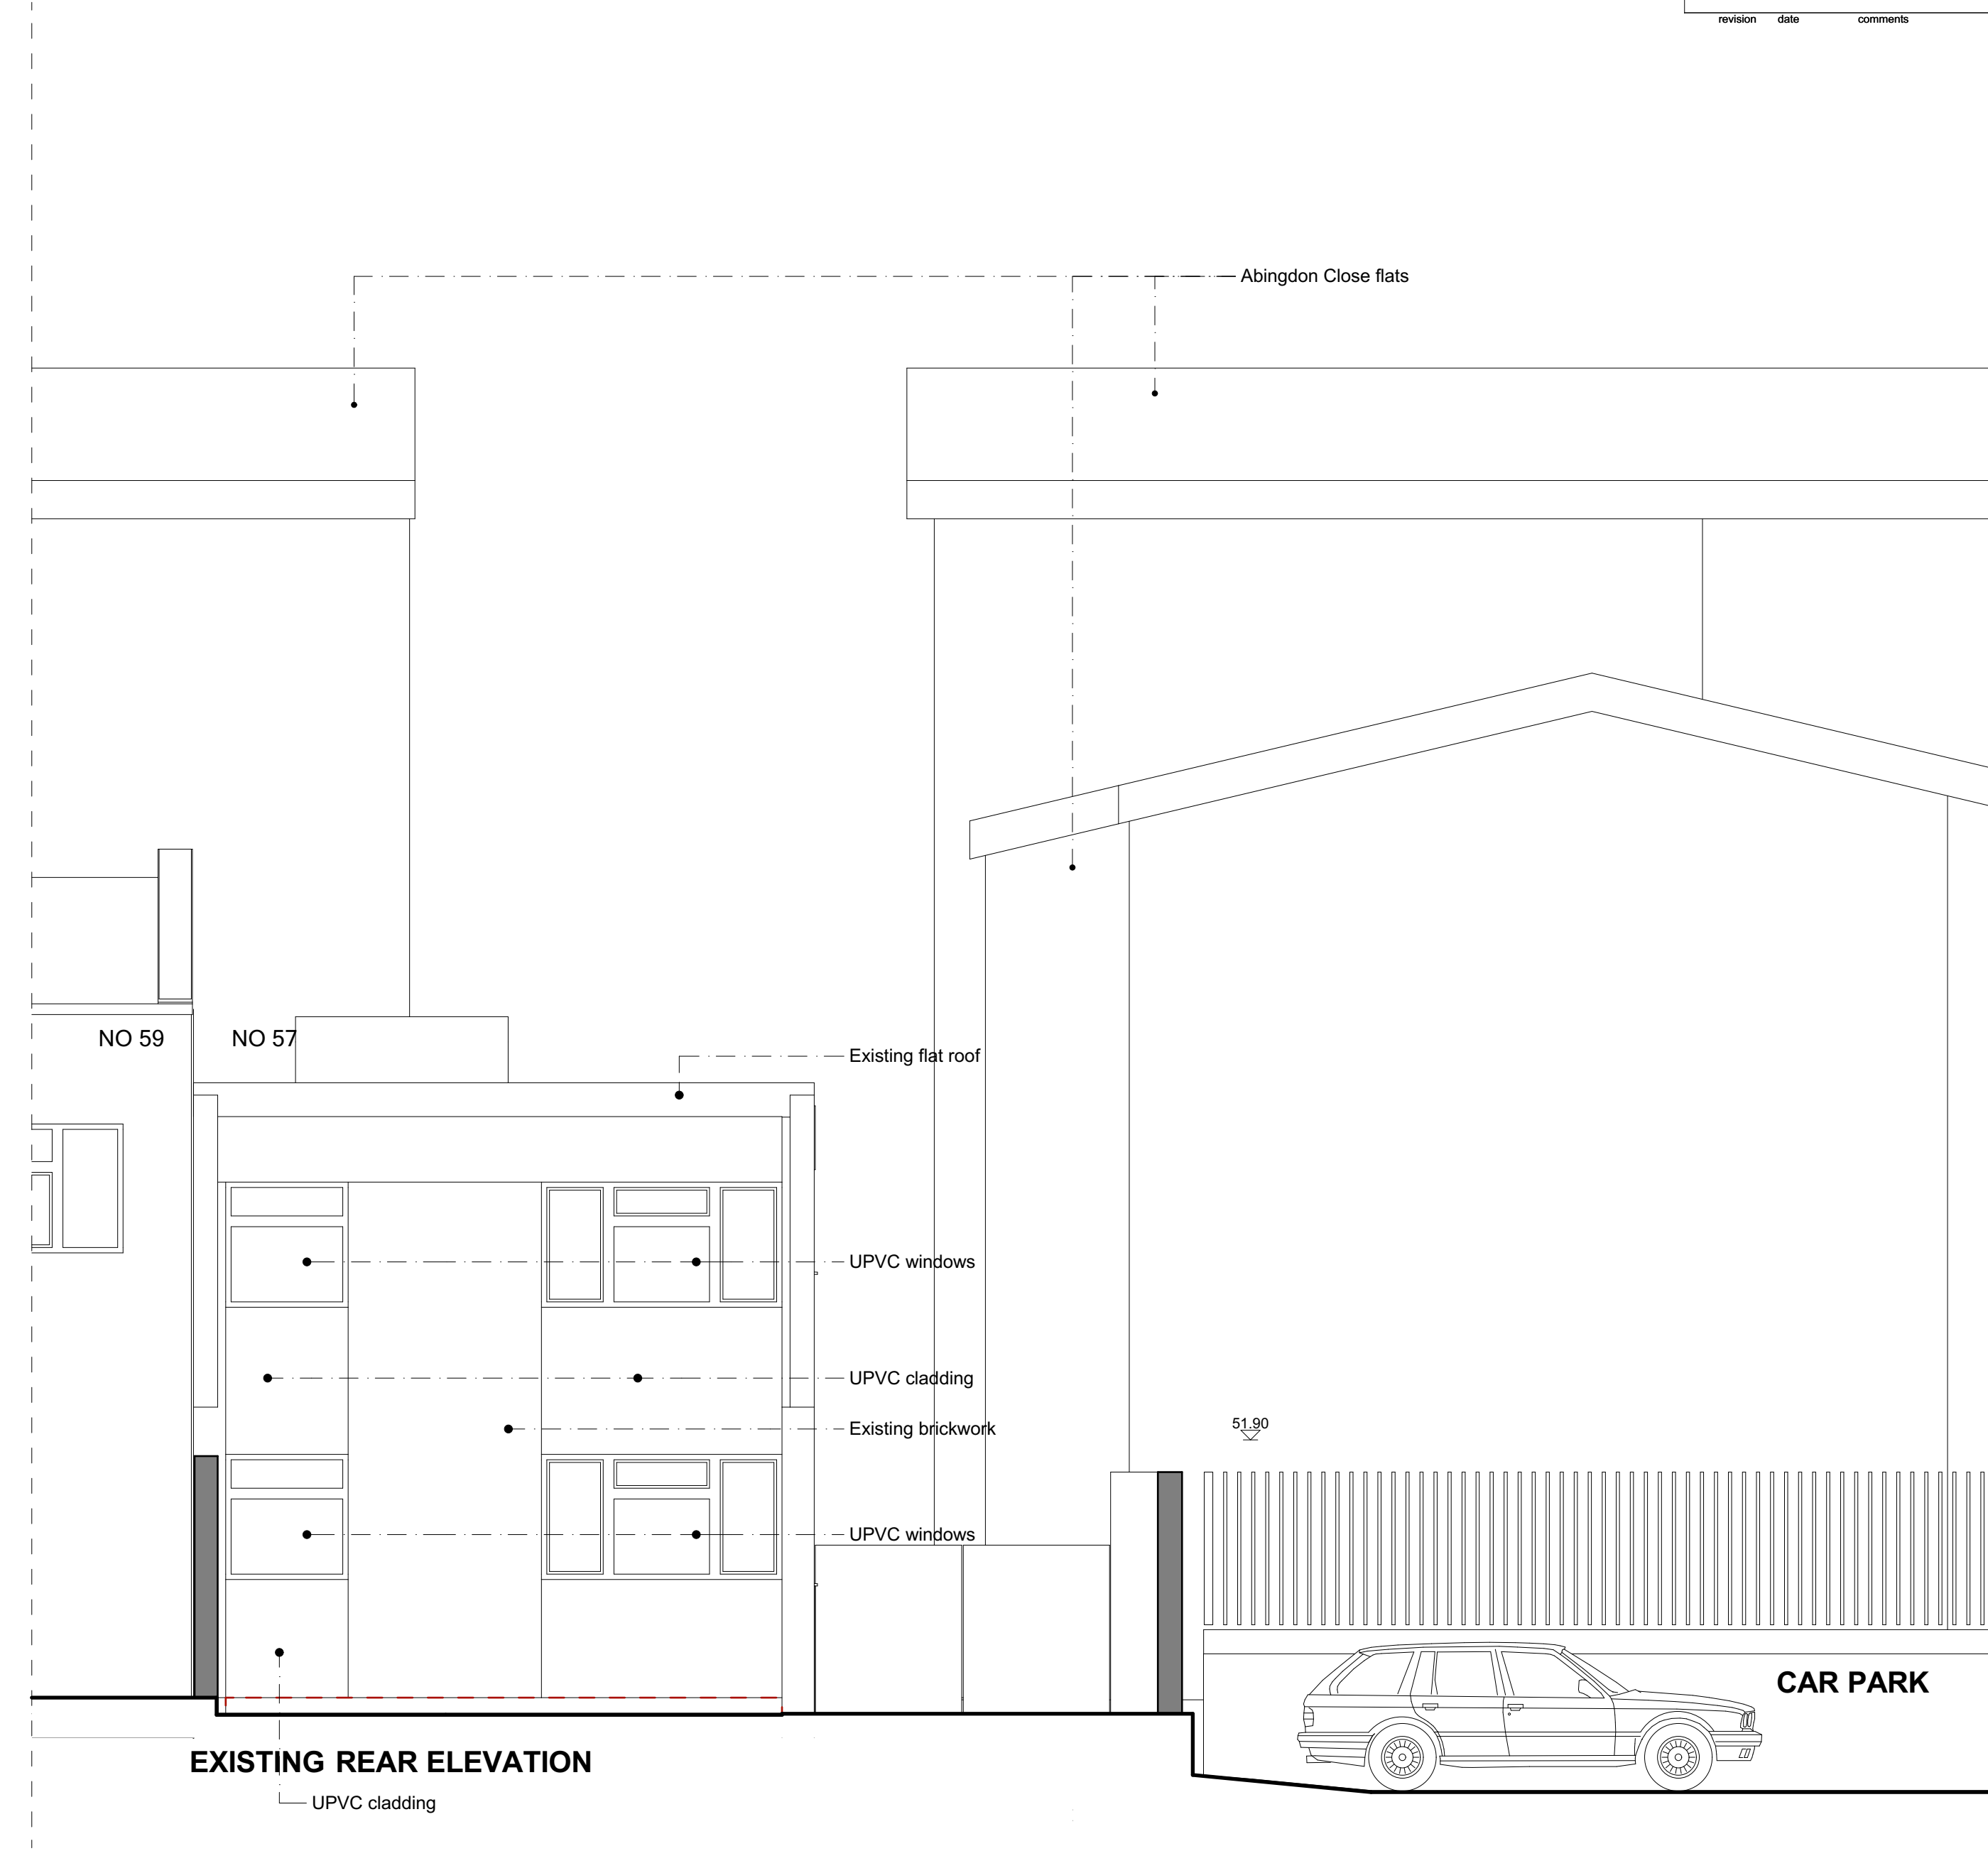 revision date comments
Abingdon Close flats
NO 59 NO 57
Existing flat roof
UPVC windows
UPVC cladding
Existing brickwork
51.90
UPVC windows
CAR PARK
EXISTING REAR ELEVATION
UPVC cladding